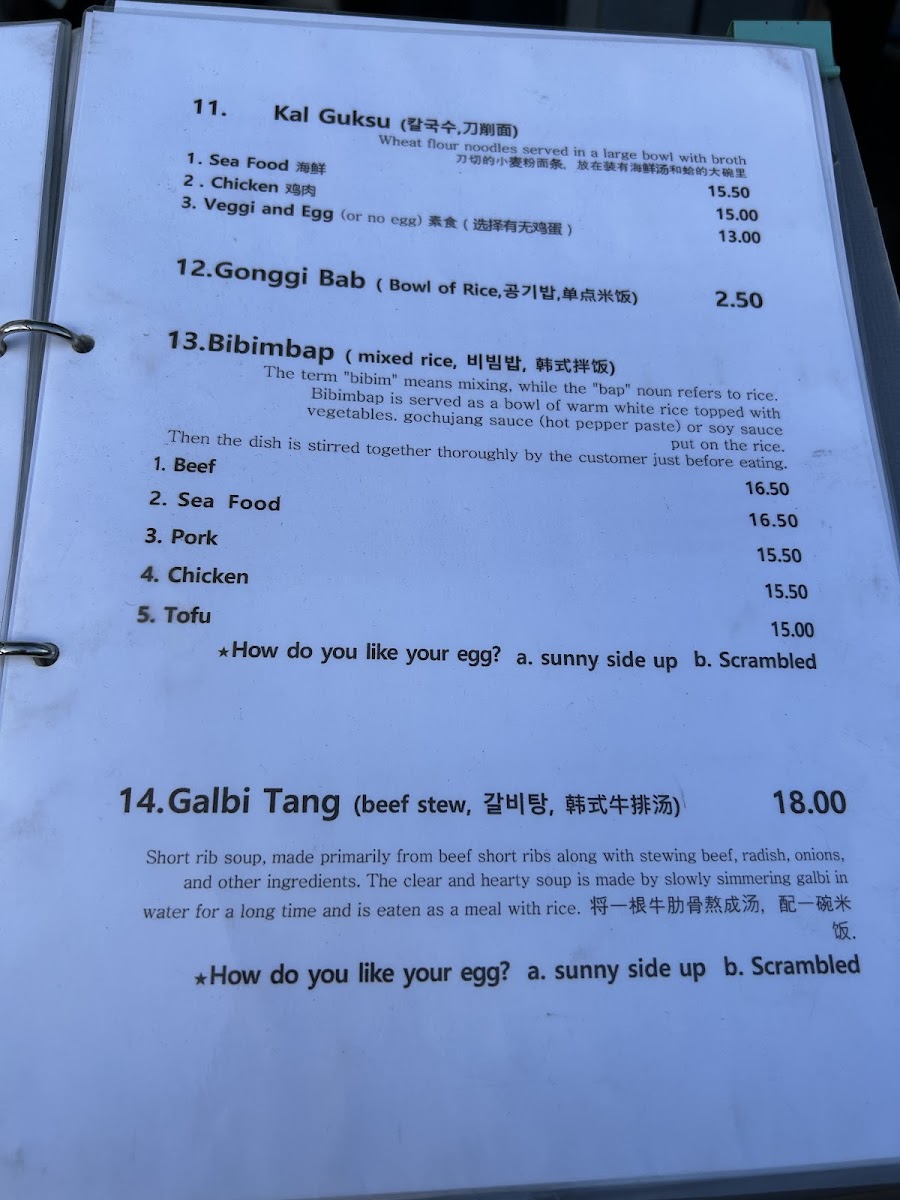 11. Kal Guksu (칼국수,刀削面)
Wheat flour noodles served in a large bowl with broth
刀切的小麦粉面条，放在装有海鲜汤和蛤的大碗里
1. Sea Food 海鲜 15.50
2 . Chicken 鸡肉 15.00
3. Veggi and Egg (or no egg) 素食 ( 选择有无鸡蛋 ) 13.00
12.Gonggi Bab ( Bowl of Rice,공기밥,单点米饭) 2.50
13.Bibimbap ( mixed rice, 비빔밥, 韩式拌饭)
The term "bibim" means mixing, while the "bap" noun refers to rice.
Bibimbap is served as a bowl of warm white rice topped with
vegetables. gochujang sauce (hot pepper paste) or soy sauce
put on the rice.
Then the dish is stirred together thoroughly by the customer just before eating.
1. Beef 16.50
2. Sea Food 16.50
3. Pork 15.50
4. Chicken 15.50
5. Tofu 15.00
★How do you like your egg? a. sunny side up b. Scrambled
14.Galbi Tang (beef stew, 갈비탕, 韩式牛排汤) 18.00
Short rib soup, made primarily from beef short ribs along with stewing beef, radish, onions,
and other ingredients. The clear and hearty soup is made by slowly simmering galbi in
water for a long time and is eaten as a meal with rice. 将一根牛肋骨熬成汤，配一碗米
饭.
★How do you like your egg? a. sunny side up b. Scrambled